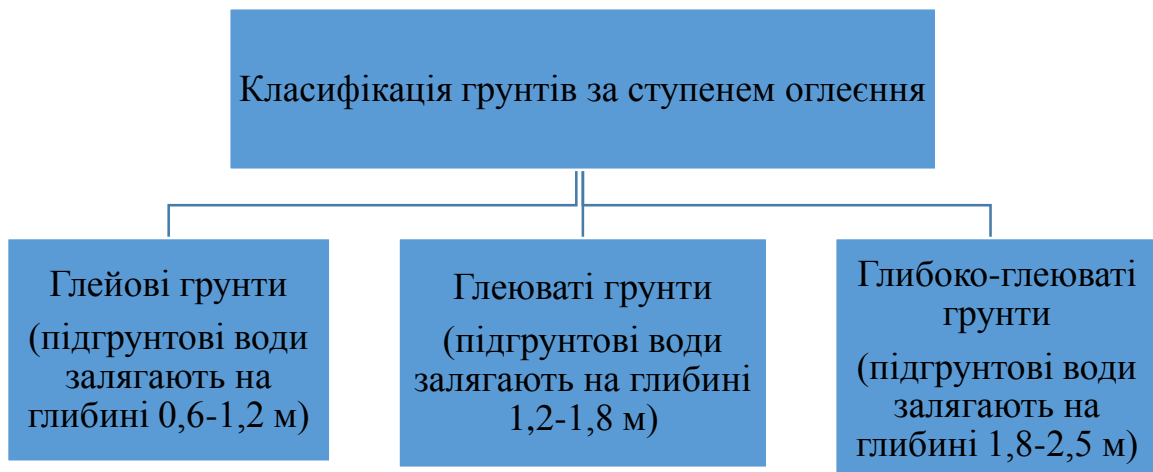 Класифікація грунтів за ступенем оглеєння
Глейові грунти
(підгрунтові води
залягають на
глибині 0,6-1,2 м)
Глеюваті грунти
(підгрунтові води
залягають на глибині
1,2-1,8 м)
Глибоко-глеюваті
грунти
(підгрунтові води
залягають на
глибині 1,8-2,5 м)